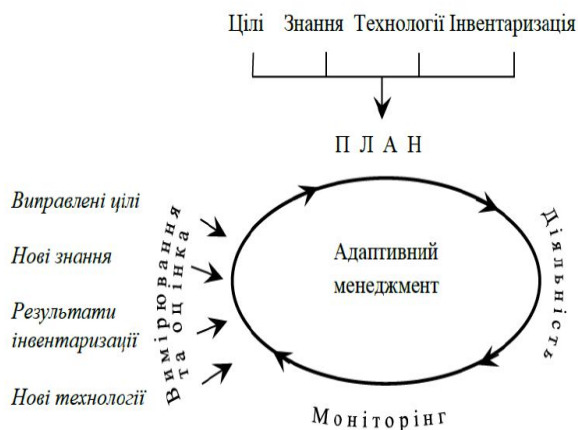 Цілі Знання Технології Інвентаризація
П Л А Н
Виправлені цілі
Нові знання
Результати
інвентаризації
Нові технології
Вимірювання
та оцінка
Адаптивний
менеджмент
Діяльність
Моніторінг